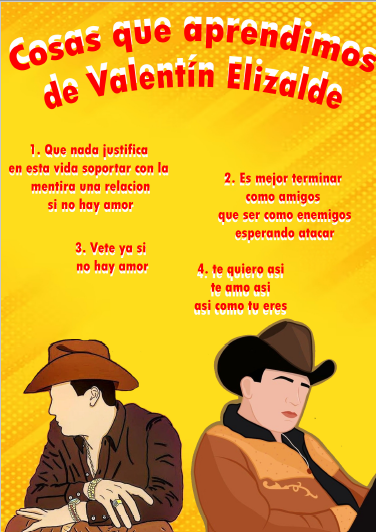 Cosas que aprendimos
de Valentín Elizalde
1. Que nada justifica
en esta vida soportar con la
mentira una relacion
si no hay amor
2. Es mejor terminar
como amigos
que ser como enemigos
esperando atacar
3. Vete ya si
no hay amor
4. te quiero asi
te amo asi
asi como tu eres